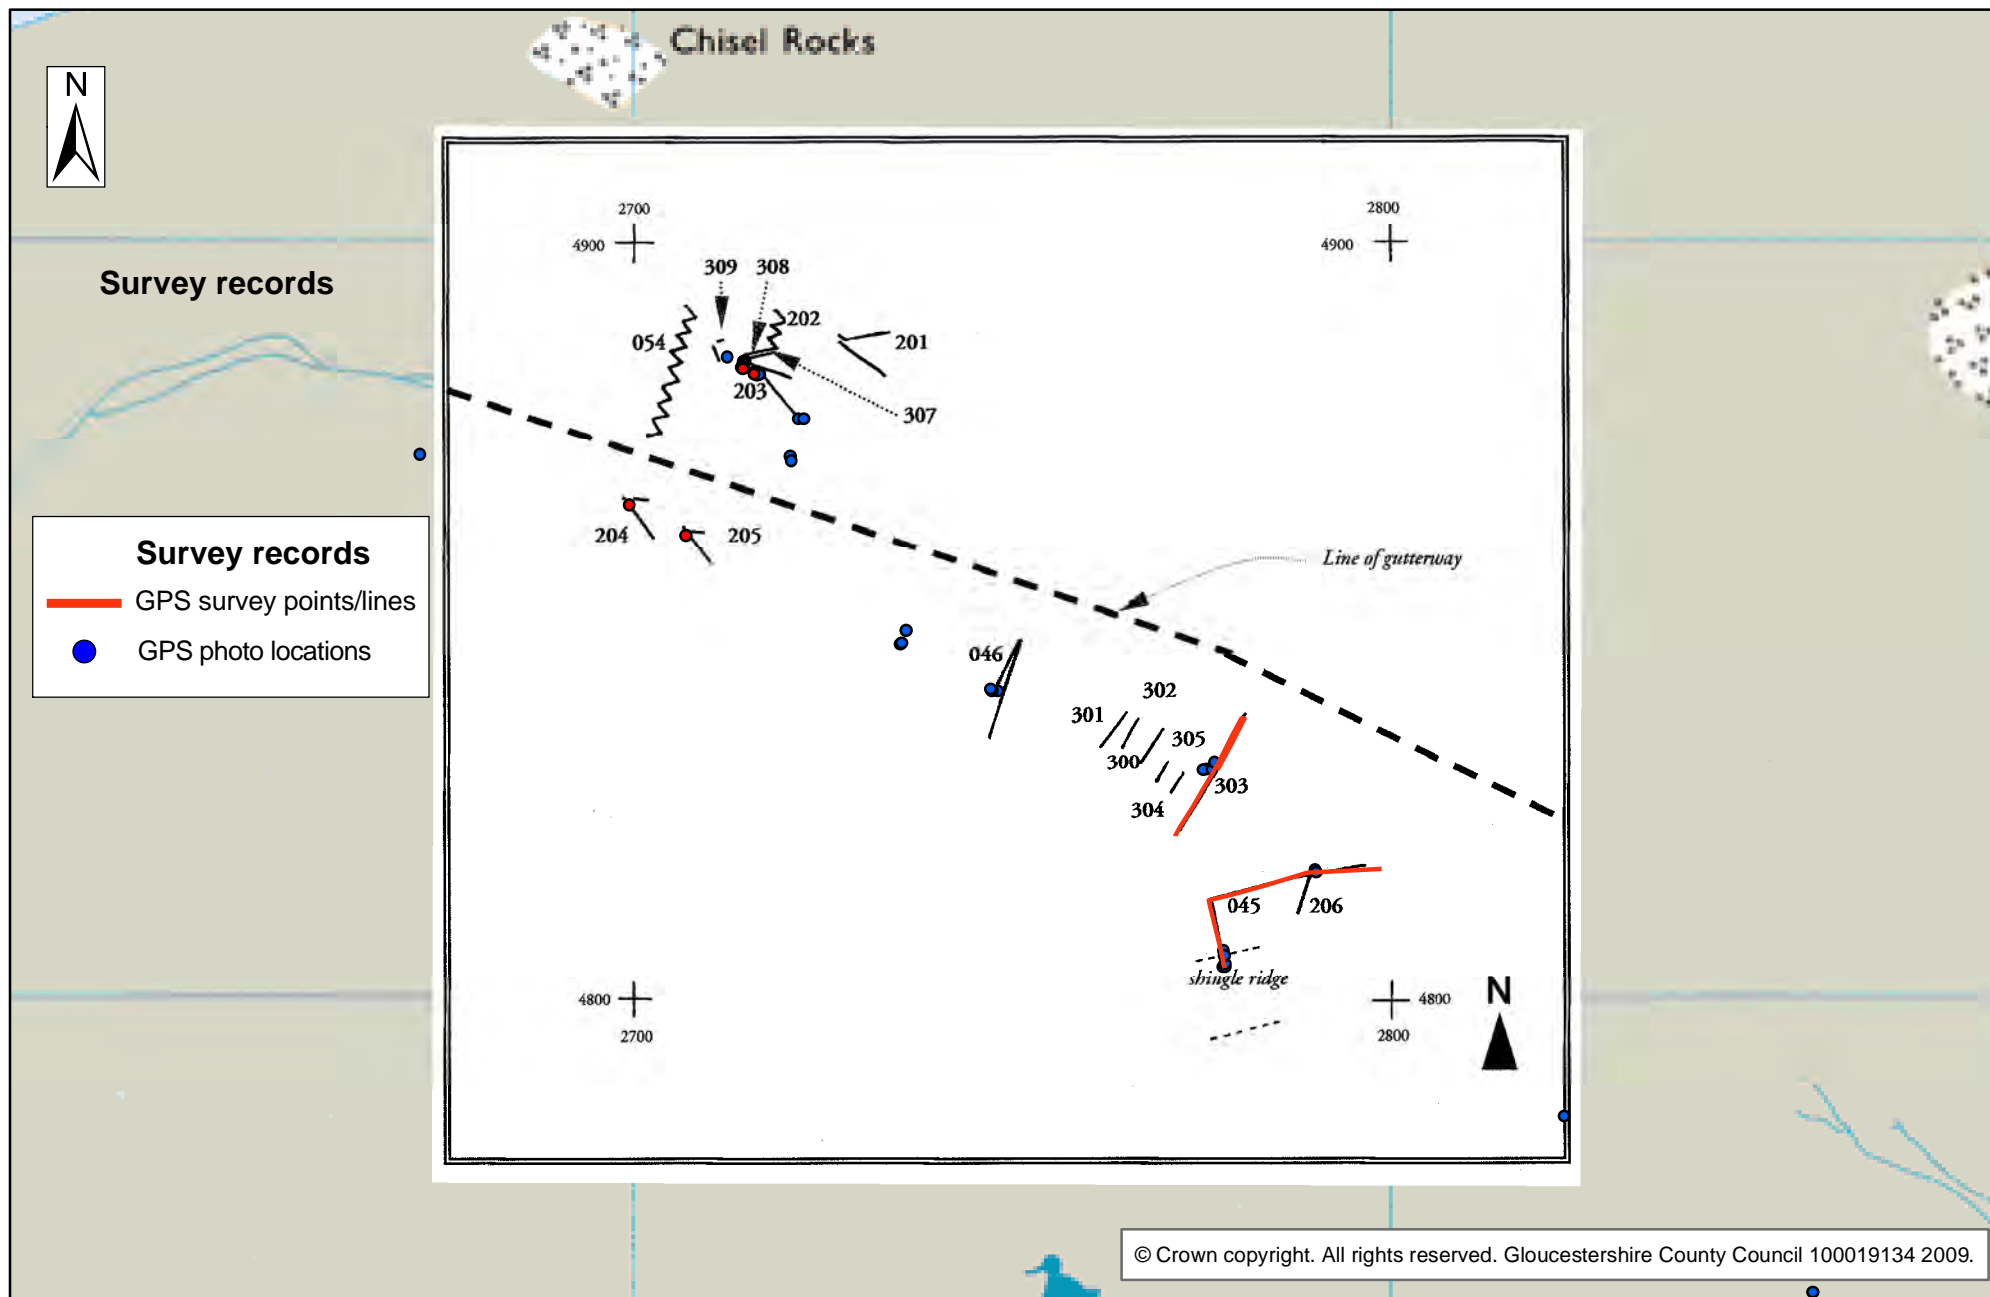 Chisel Rocks
N
2700
2800
4900
4900
Survey records
309
308
202
054
201
203
307
204
205
Line of gutterway
Survey records
GPS survey points/lines
GPS photo locations
046
302
301
305
300
303
304
045
206
shingle ridge
4800
4800
N
2700
2800
© Crown copyright. All rights reserved. Gloucestershire County Council 100019134 2009.